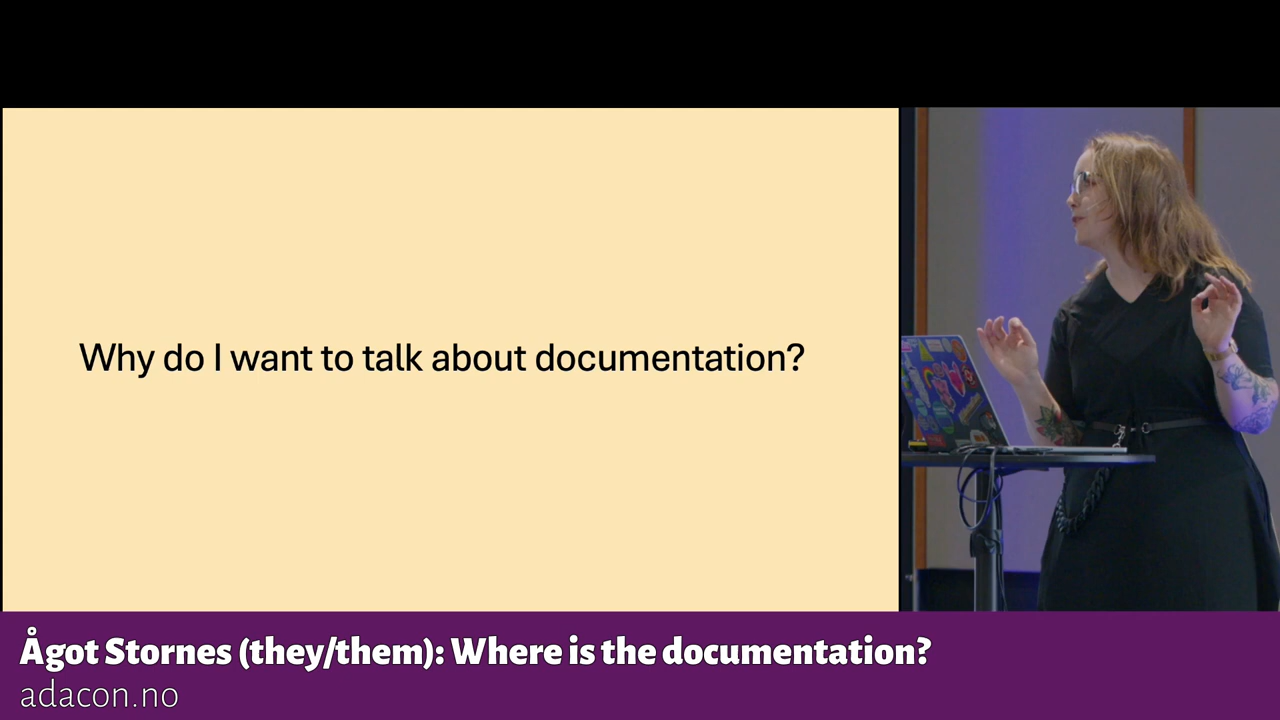 Why do I want to talk about documentation?
Ågot Stornes (they/them): Where is the documentation?
adacon.no